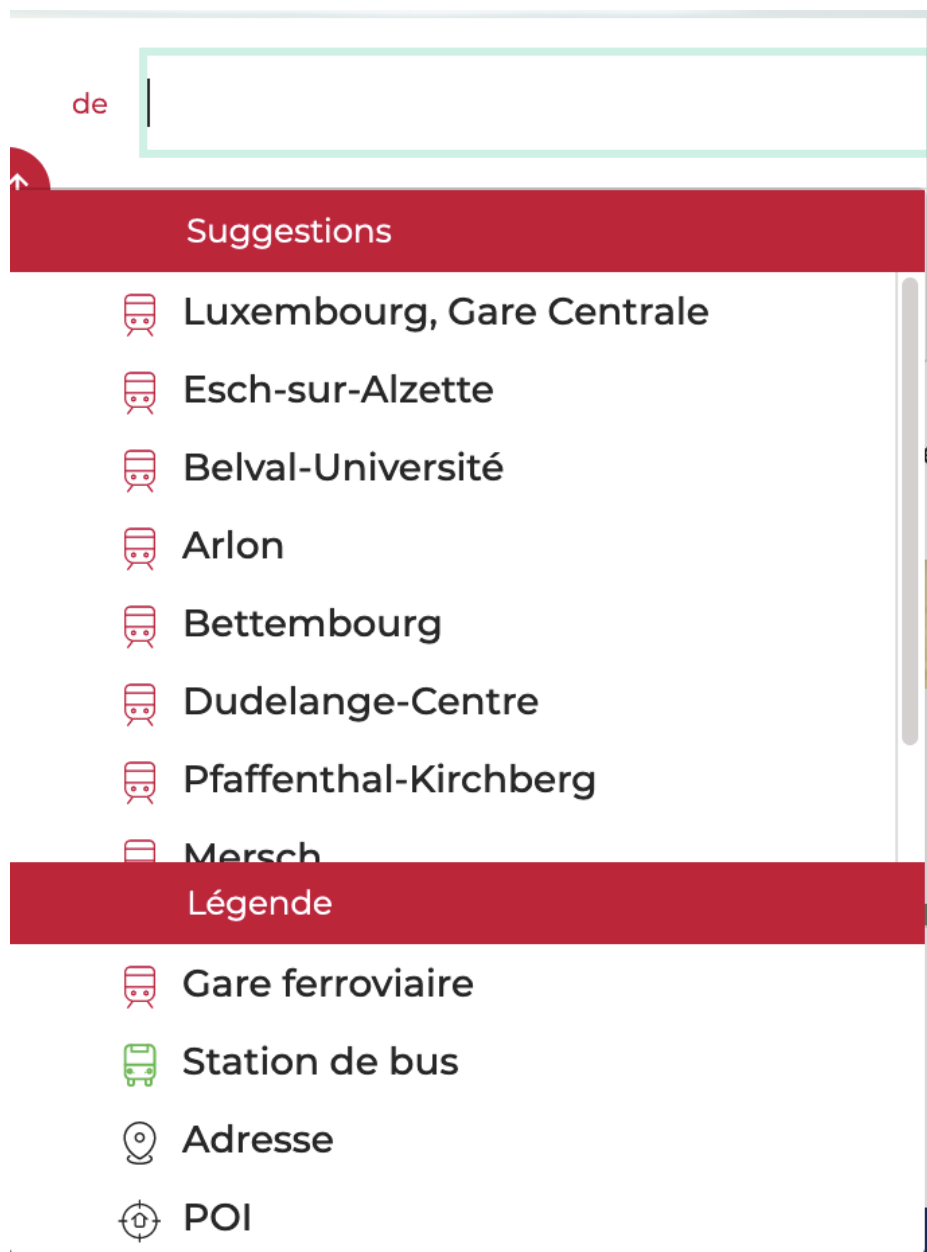 de
Suggestions
Luxembourg, Gare Centrale
Esch-sur-Alzette
Belval-Université
Arlon
Bettembourg
Dudelange-Centre
Pfaffenthal-Kirchberg
Mersch
Légende
Gare ferroviaire
Station de bus
Adresse
POI